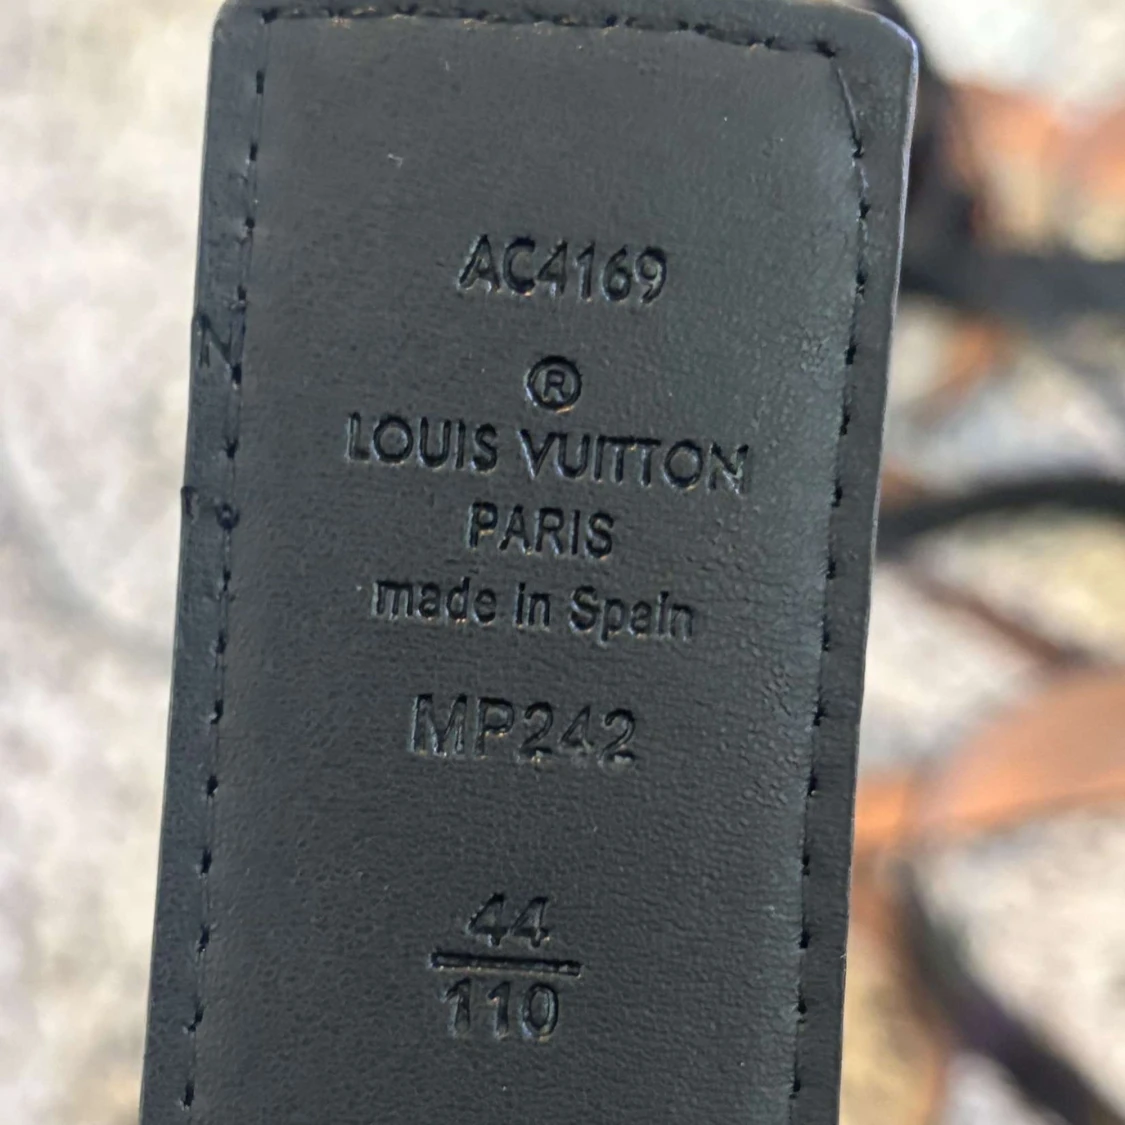 AC4169
®
LOUIS VUITTON
PARIS
made in Spain
MP242
44
110